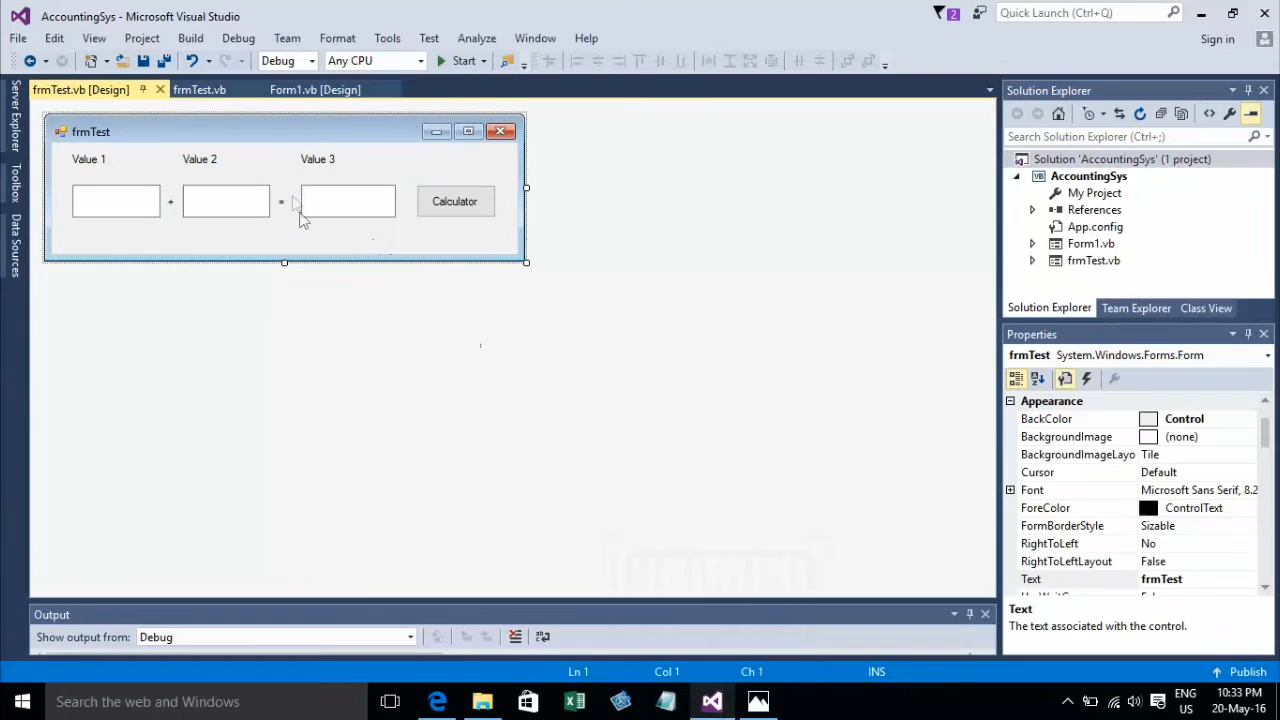 AccountingSys - Microsoft Visual Studio
2
Quick Launch (Ctrl+Q)
File Edit View Project Build Debug Team Format Tools Test Analyze Window Help
Sign in
Debug
Any CPU
Start
frmTest.vb [Design]
frmTest.vb
Form1.vb [Design]
Server Explorer
Toolbox
Data Sources
frmTest
Value 1
Value 2
Value 3
+
=
Calculator
Solution Explorer
Search Solution Explorer (Ctrl+;)
Solution 'AccountingSys' (1 project)
VB AccountingSys
My Project
References
App.config
Form1.vb
frmTest.vb
Solution Explorer Team Explorer Class View
Properties
frmTest System.Windows.Forms.Form
Appearance
BackColor Control
BackgroundImage (none)
BackgroundImageLayo Tile
Cursor Default
Font Microsoft Sans Serif, 8.2
ForeColor ControlText
FormBorderStyle Sizable
RightToLeft No
RightToLeftLayout False
Text frmTest
Text
The text associated with the control.
Output
Show output from: Debug
Ln 1 Col 1 Ch 1 INS
Publish
Search the web and Windows
ENG
US
10:33 PM
20-May-16